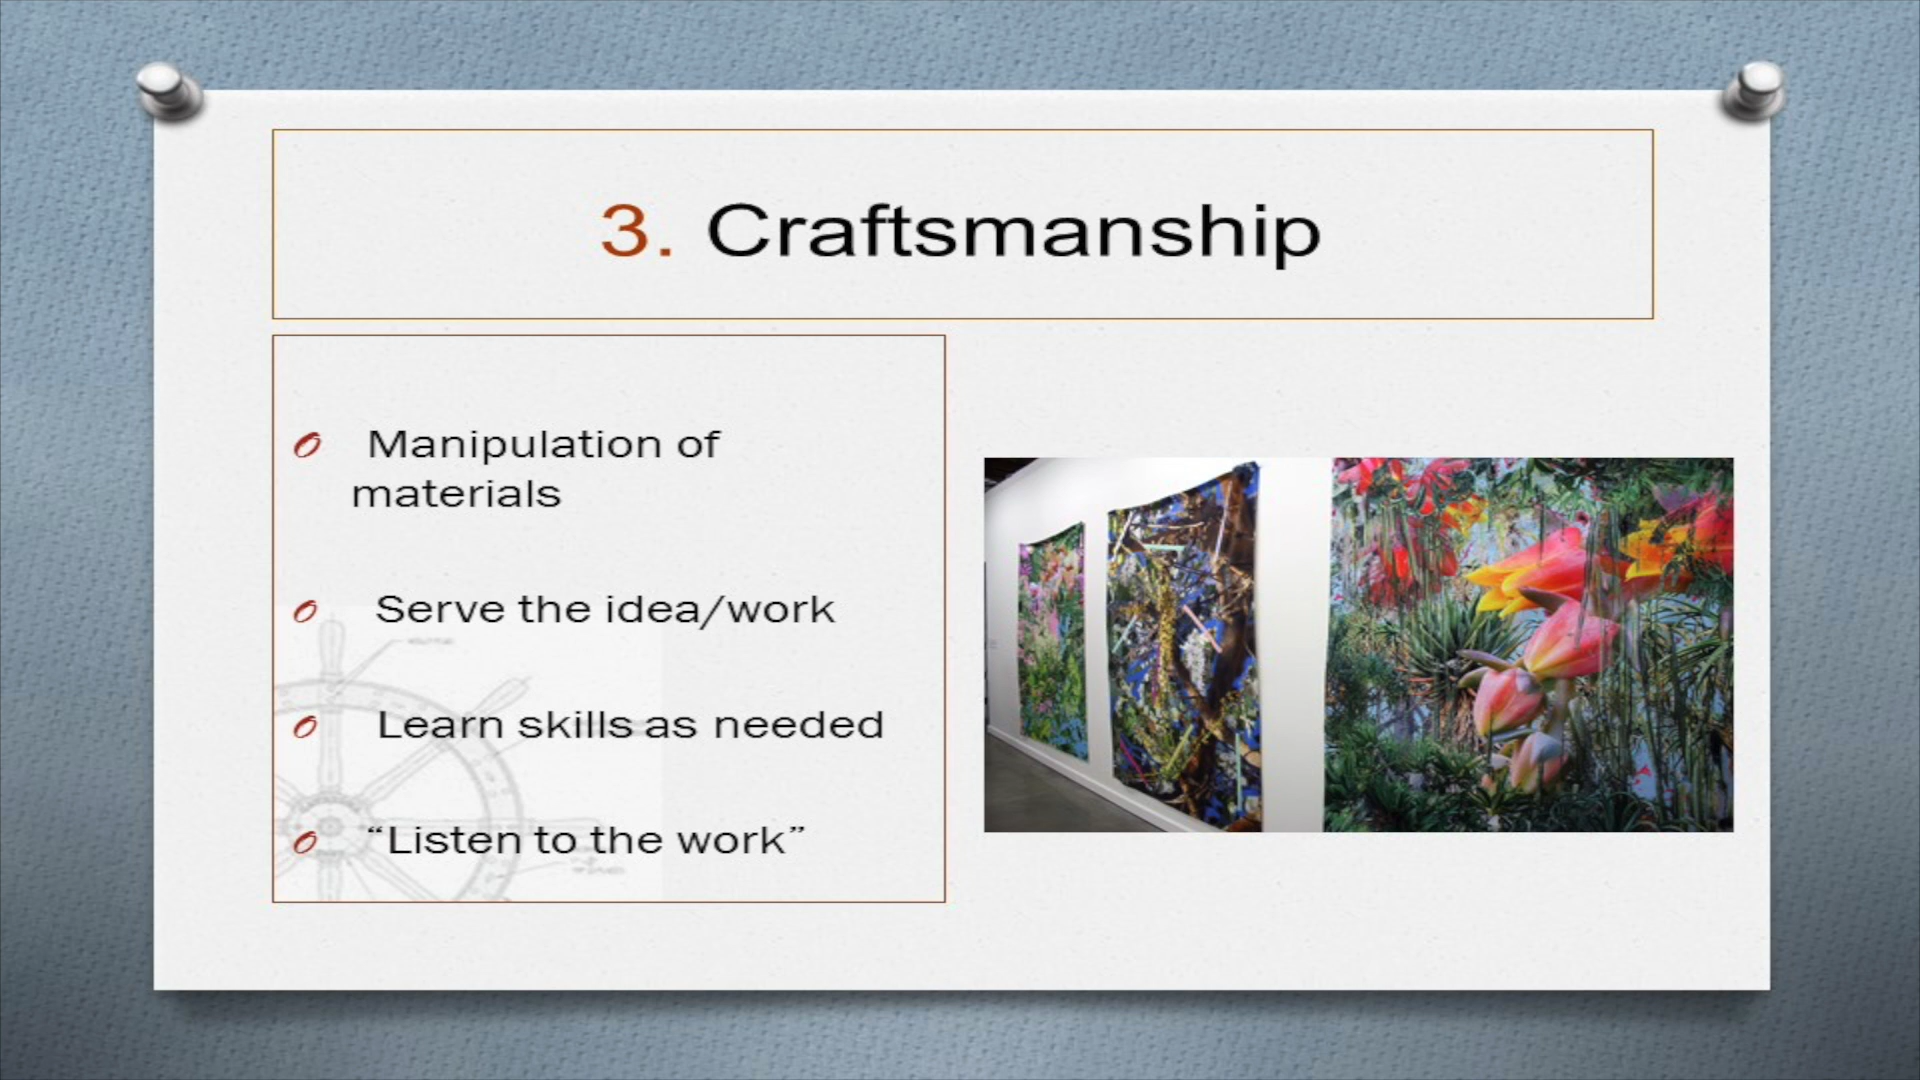 3. Craftsmanship
Manipulation of
materials
Serve the idea/work
Learn skills as needed
“Listen to the work”